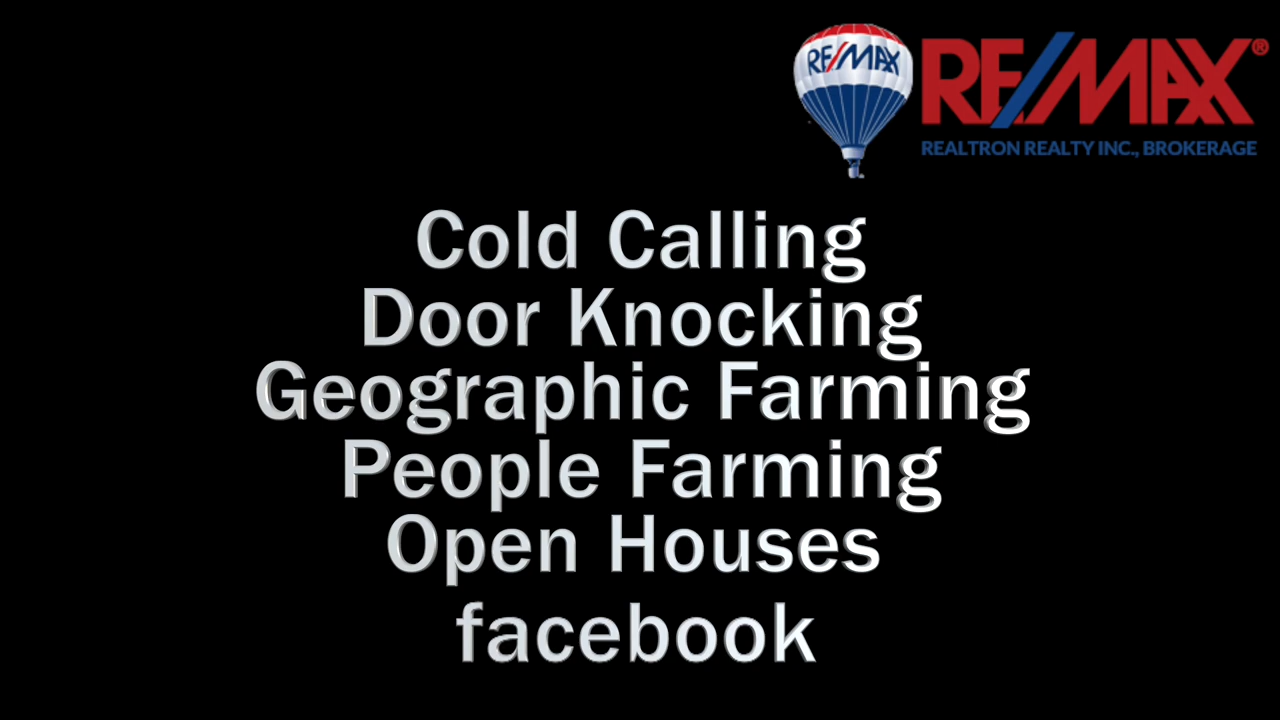 RE/MAX
RE/MAX®
REALTRON REALTY INC., BROKERAGE
Cold Calling
Door Knocking
Geographic Farming
People Farming
Open Houses
facebook